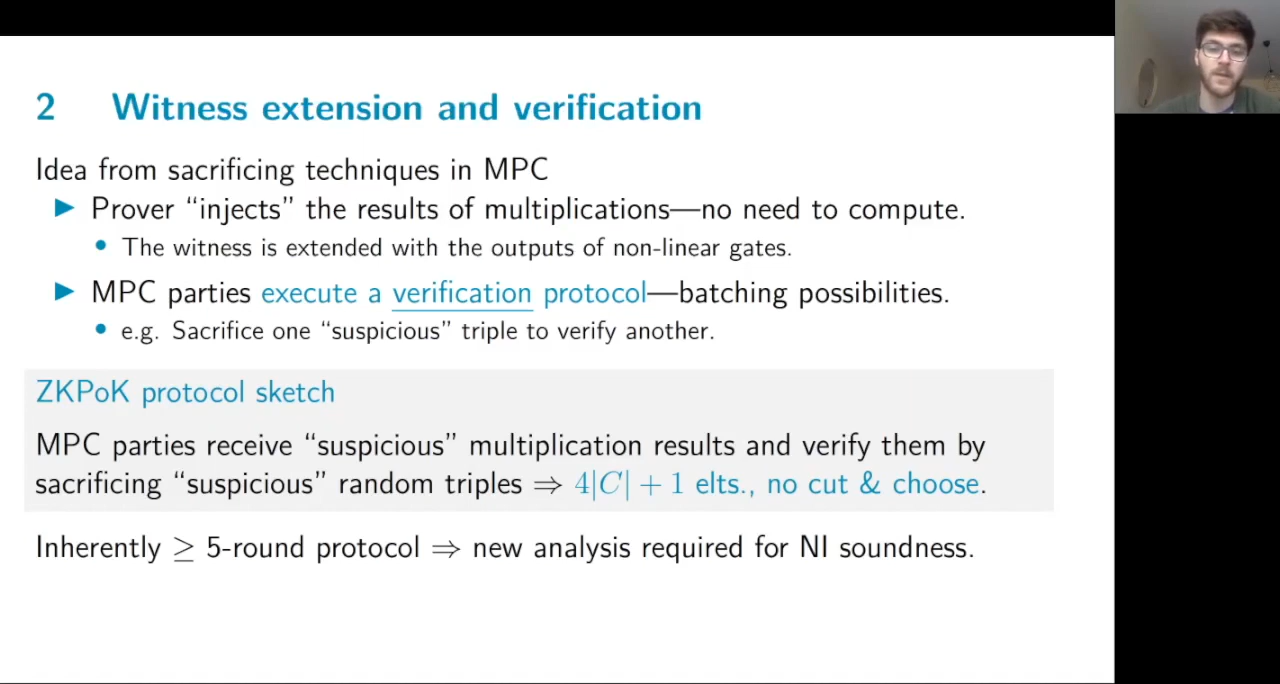 2 Witness extension and verification
Idea from sacrificing techniques in MPC
▶ Prover “injects” the results of multiplications—no need to compute.
• The witness is extended with the outputs of non-linear gates.
▶ MPC parties execute a verification protocol—batching possibilities.
• e.g. Sacrifice one “suspicious” triple to verify another.
ZKPoK protocol sketch
MPC parties receive “suspicious” multiplication results and verify them by
sacrificing “suspicious” random triples ⇒ 4|C| + 1 elts., no cut & choose.
Inherently ≥ 5-round protocol ⇒ new analysis required for NI soundness.